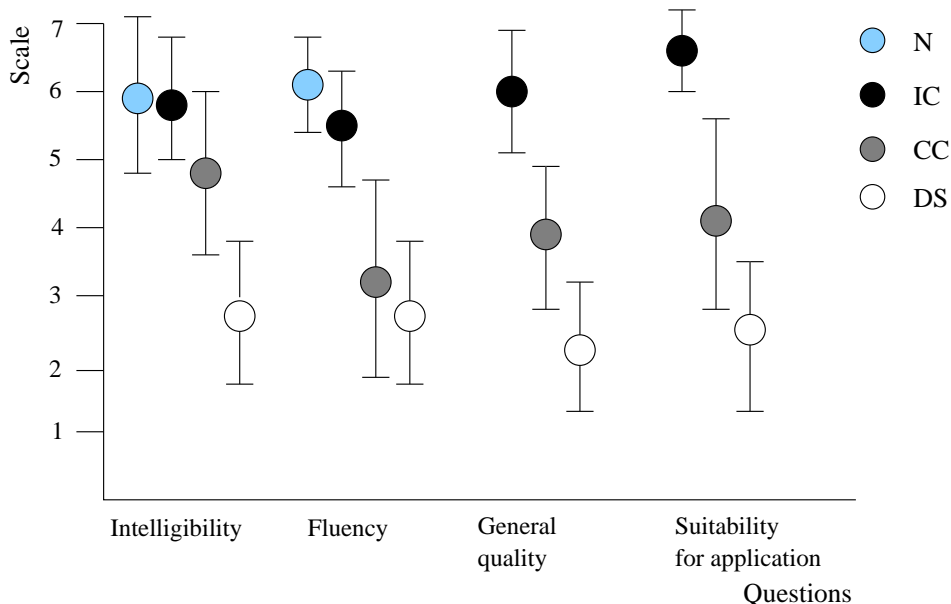 Scale
7
6
5
4
3
2
1
N
IC
CC
DS
Intelligibility
Fluency
General
quality
Suitability
for application
Questions